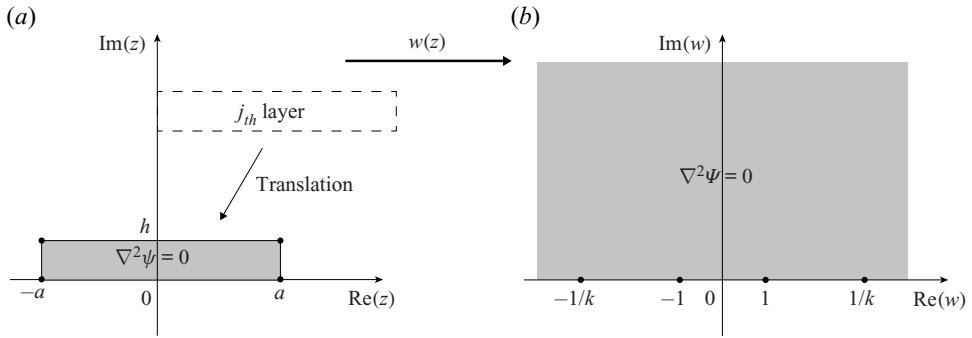 (a)
Im(z)
j_th layer
Translation
h
∇²ψ = 0
−a
0
a
Re(z)
w(z)
(b)
Im(w)
∇²Ψ = 0
−1/k
−1
0
1
1/k
Re(w)